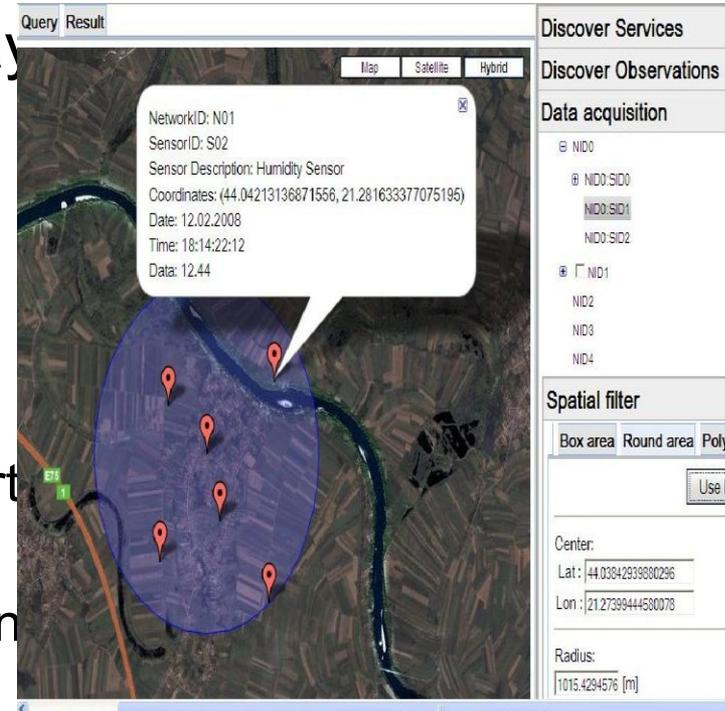 Query Result
y
Map Satellite Hybrid
NetworkID: N01
SensorID: S02
Sensor Description: Humidity Sensor
Coordinates: (44.04213136871556, 21.281633377075195)
Date: 12.02.2008
Time: 18:14:22:12
Data: 12.44
rt
E75
1
n
Discover Services
Discover Observations
Data acquisition
NID0
NID0:SID0
NID0:SID1
NID0:SID2
NID1
NID2
NID3
NID4
Spatial filter
Box area Round area Poly
Use
Center:
Lat: 44.03842939880296
Lon: 21.27399444580078
Radius:
1015.4294576 [m]